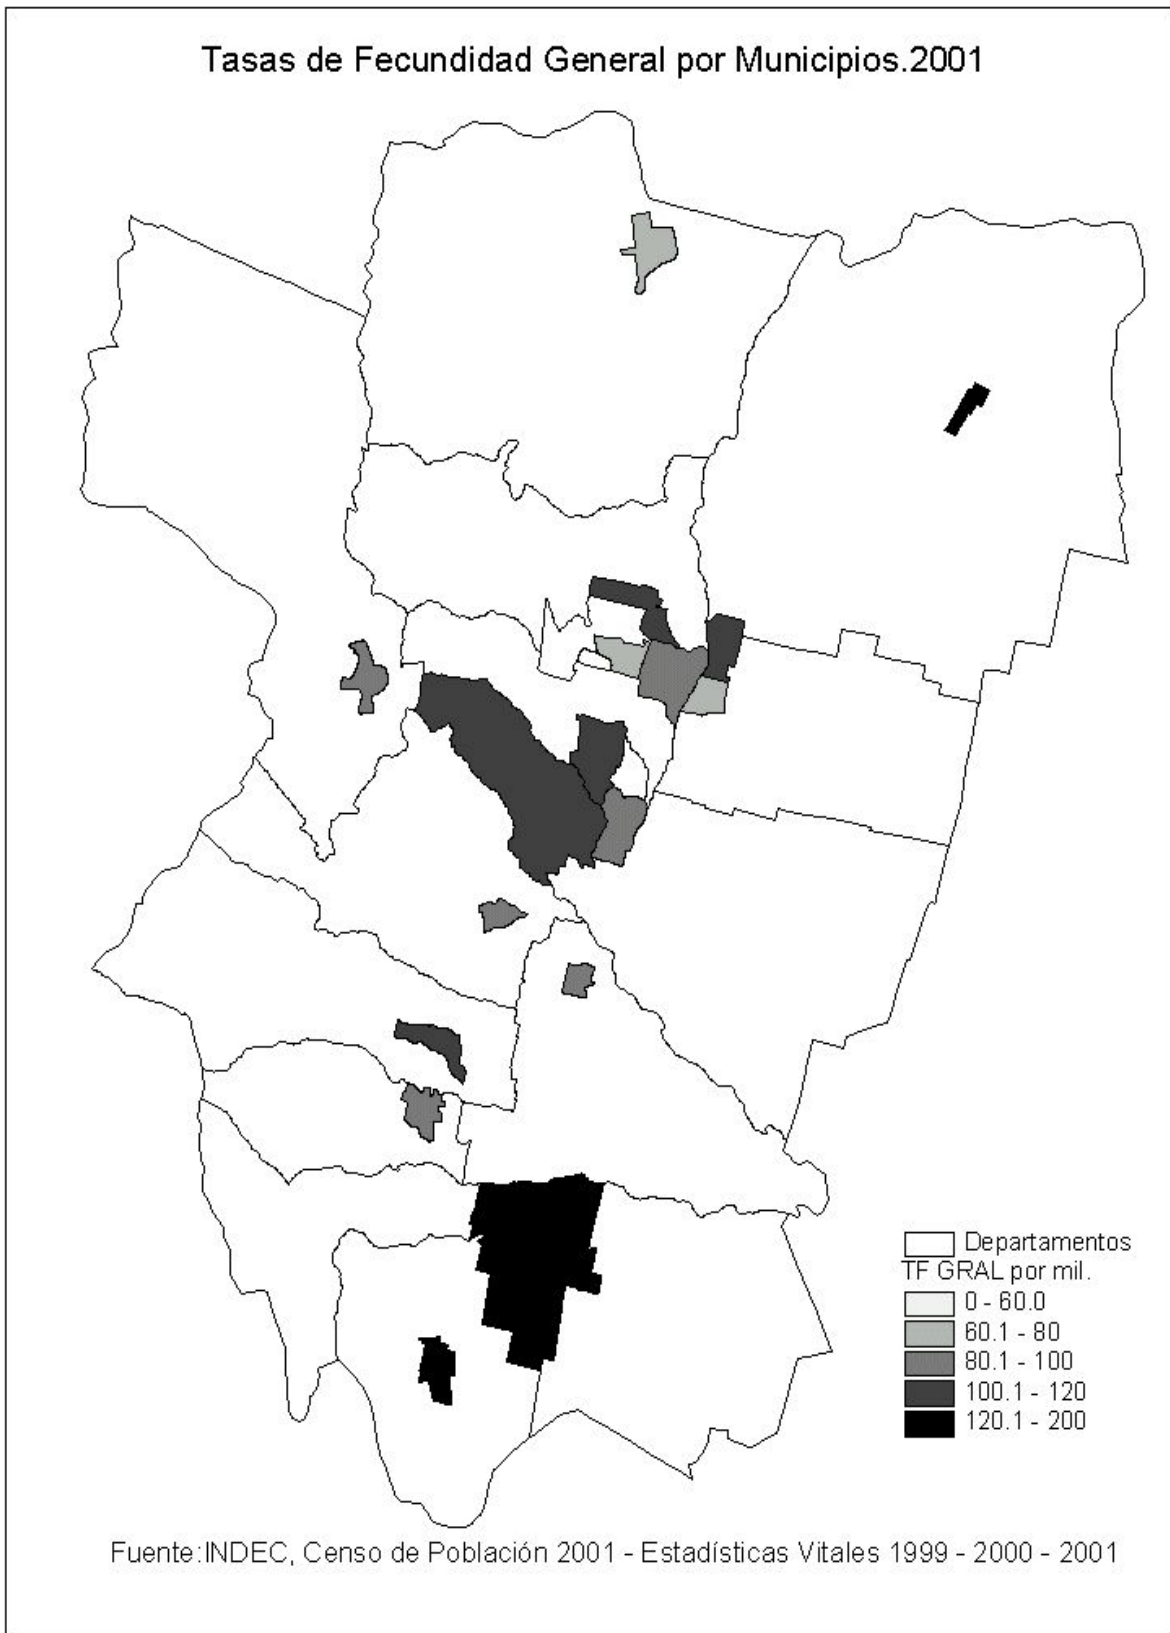 Tasas de Fecundidad General por Municipios.2001
Departamentos
TF GRAL por mil.
0 - 60.0
60.1 - 80
80.1 - 100
100.1 - 120
120.1 - 200
Fuente:INDEC, Censo de Población 2001 - Estadísticas Vitales 1999 - 2000 - 2001